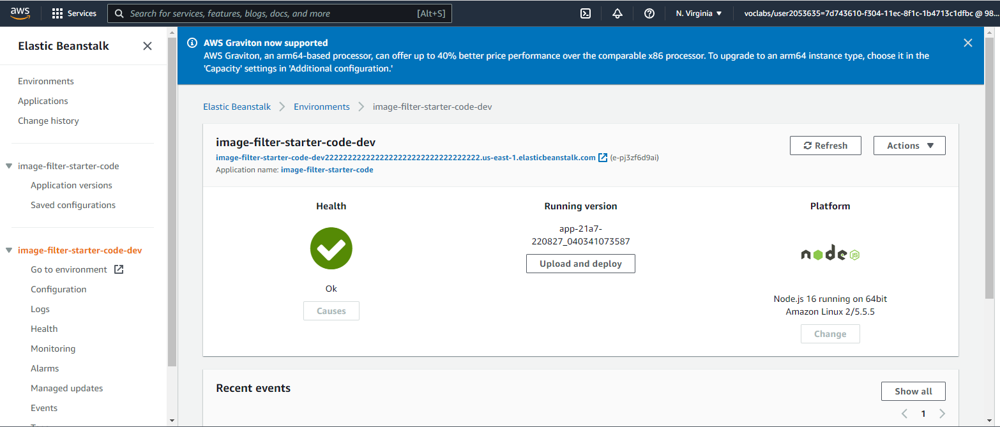 aws
Services
Search for services, features, blogs, docs, and more
[Alt+S]
N. Virginia
voclabs/user2053635=7d743610-f304-11ec-8f1c-1b4713c1dfbc @ 98...
Elastic Beanstalk
Environments
Applications
Change history
image-filter-starter-code
Application versions
Saved configurations
image-filter-starter-code-dev
Go to environment
Configuration
Logs
Health
Monitoring
Alarms
Managed updates
Events
AWS Graviton now supported
AWS Graviton, an arm64-based processor, can offer up to 40% better price performance over the comparable x86 processor. To upgrade to an arm64 instance type, choose it in the
'Capacity' settings in 'Additional configuration.'
Elastic Beanstalk
Environments
image-filter-starter-code-dev
image-filter-starter-code-dev
Refresh
Actions
image-filter-starter-code-dev2222222222222222222222222222222222.us-east-1.elasticbeanstalk.com (e-pj3zf6d9ai)
Application name: image-filter-starter-code
Health
Ok
Causes
Running version
app-21a7-
220827_040341073587
Upload and deploy
Platform
node
JS
Node.js 16 running on 64bit
Amazon Linux 2/5.5.5
Change
Recent events
Show all
1